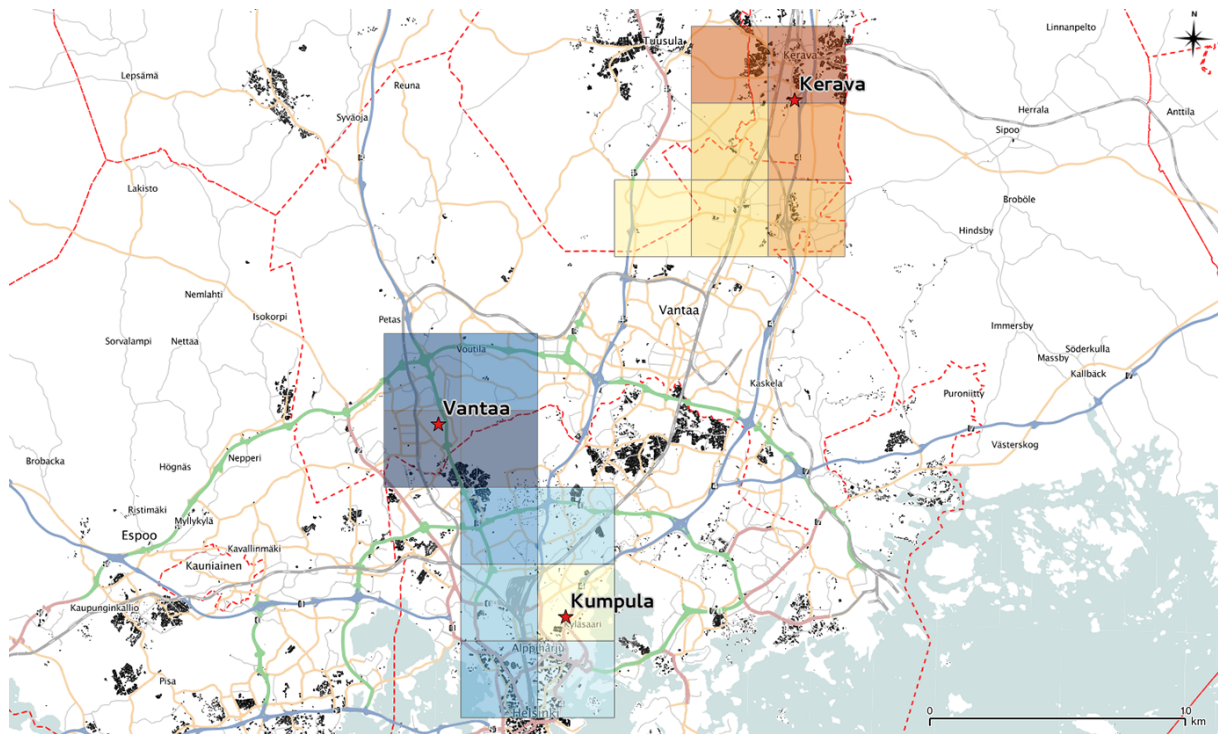 N
Linnanpelto
Tuusula
Kerava
Lepsämä
Reuna
Kerava
Herrala
Anttila
Syväoja
Sipoo
Lakisto
Broböle
Hindsby
Nemlahti
Isokorpi
Petas
Vantaa
Immersby
Sorvalampi
Nettaa
Voutila
Söderkulla
Massby
Kallbäck
Kaskela
Puroniitty
Vantaa
Västerskog
Nepperi
Brobacka
Högnäs
Ristimäki
Myllykylä
Espoo
Kavallinmäki
Kauniainen
Kumpula
Kaupunginkallio
Alppiharju
Pisa
Helsinki
0
10
km